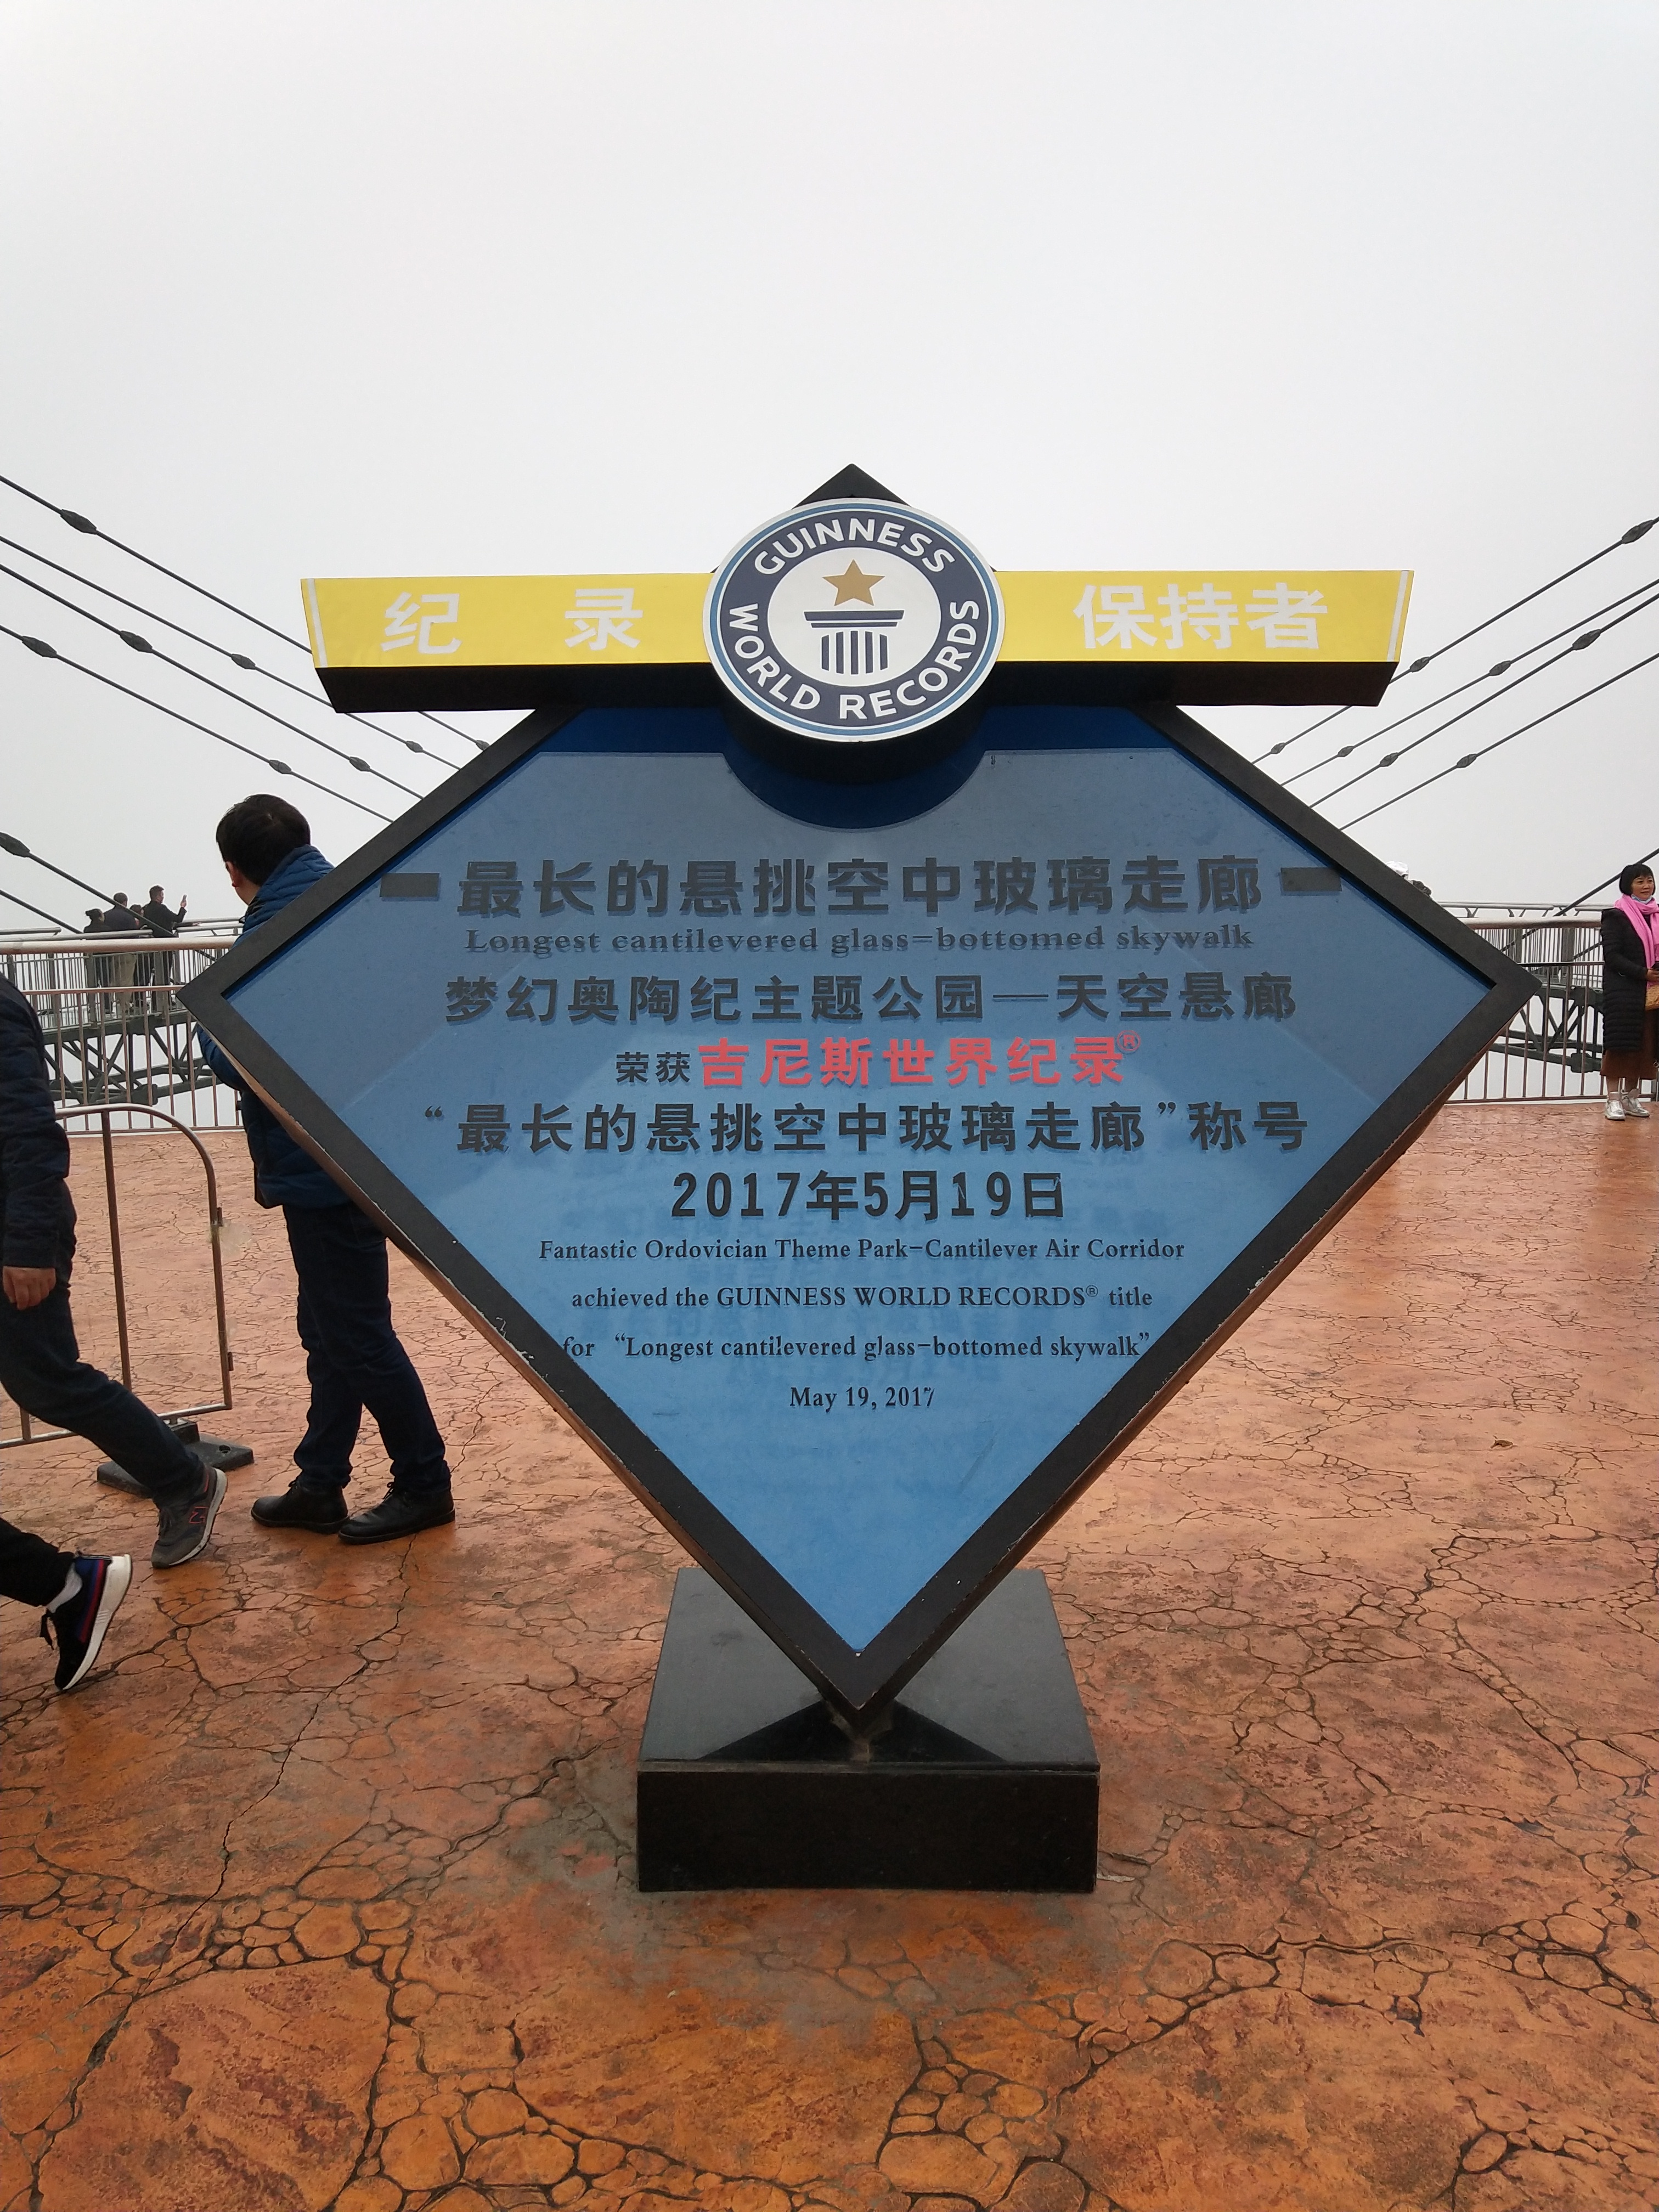 GUINNESS
WORLD RECORDS
纪录 保持者
最长的悬挑空中玻璃走廊
Longest cantilevered glass-bottomed skywalk
梦幻奥陶纪主题公园—天空悬廊
荣获吉尼斯世界纪录®
“最长的悬挑空中玻璃走廊”称号
2017年5月19日
Fantastic Ordovician Theme Park-Cantilever Air Corridor
achieved the GUINNESS WORLD RECORDS® title
for “Longest cantilevered glass-bottomed skywalk”
May 19, 2017